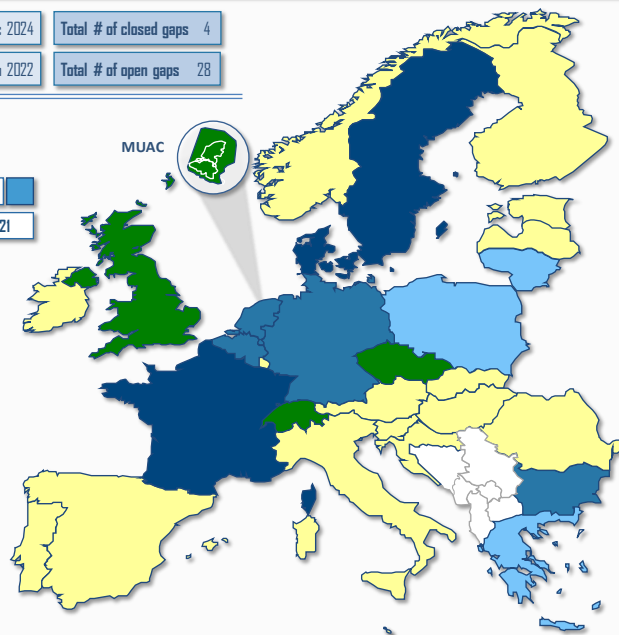 : 2024 Total # of closed gaps 4
2022 Total # of open gaps 28
MUAC
21